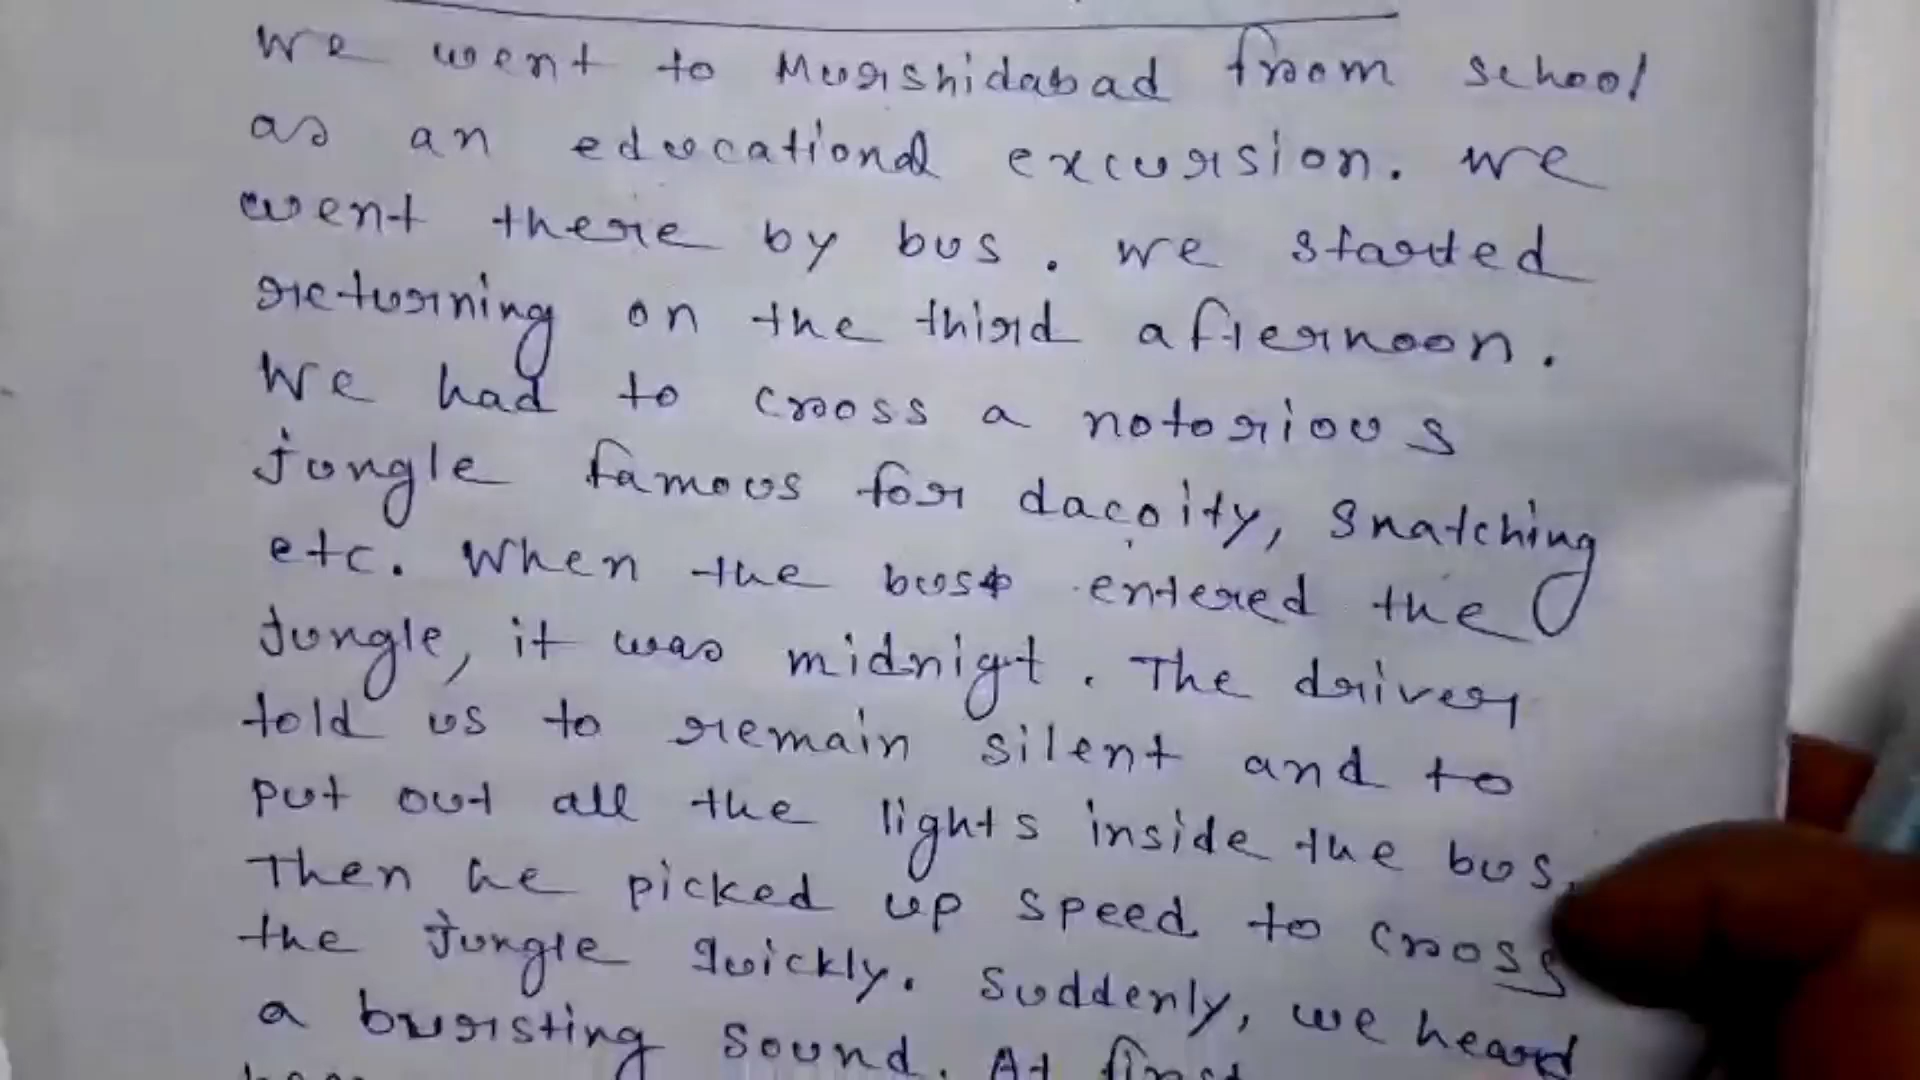 We went to Murshidabad from school
as an educational excursion. We
went there by bus. We started
returning on the third afternoon.
We had to cross a notorious
jungle famous for dacoity, snatching
etc. When the bus entered the
jungle, it was midnigt. The driver
told us to remain silent and to
put out all the lights inside the bus.
Then he picked up speed to cross
the jungle quickly. Suddenly, we heard
a bursting sound. At first